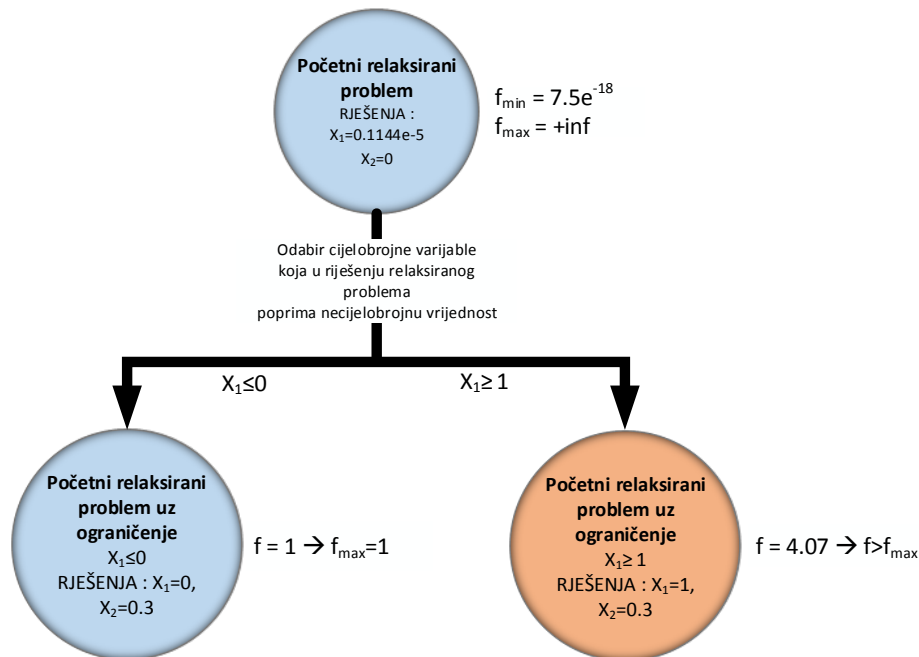 Početni relaksirani
problem
RJEŠENJA :
X₁=0.1144e-5
X₂=0
f_min = 7.5e⁻¹⁸
f_max = +inf
Odabir cijelobrojne varijable
koja u riješenju relaksiranog
problema
poprima necijelobrojnu vrijednost
X₁≤0
X₁≥ 1
Početni relaksirani
problem uz
ograničenje
X₁≤0
RJEŠENJA : X₁=0,
X₂=0.3
f = 1 → f_max=1
Početni relaksirani
problem uz
ograničenje
X₁≥ 1
RJEŠENJA : X₁=1,
X₂=0.3
f = 4.07 → f>f_max